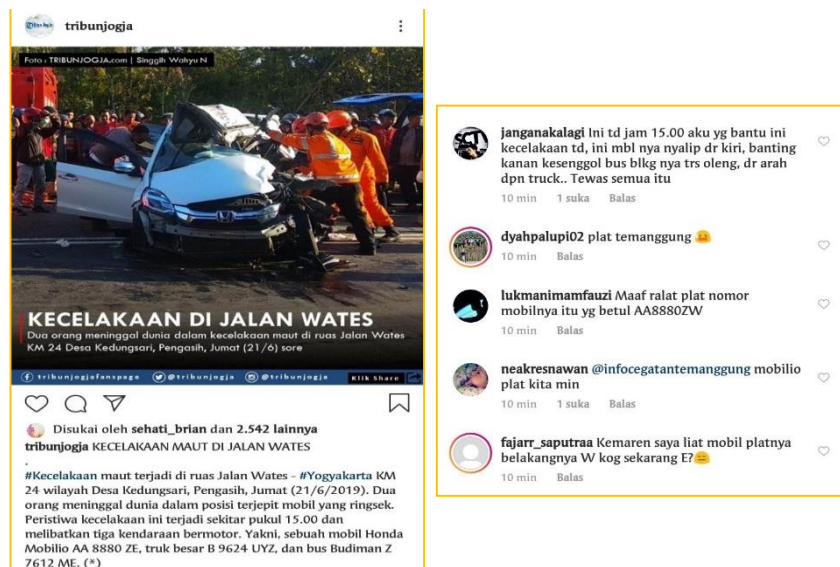 tribunjogja
Foto : TRIBUNJOGJA.com | Singgih Wahyu N
KECELAKAAN DI JALAN WATES
Dua orang meninggal dunia dalam kecelakaan maut di ruas Jalan Wates
KM 24 Desa Kedungsari, Pengasih, Jumat (21/6) sore
tribunjogjafanspage @tribunjogja @tribunjogja Klik Share
Disukai oleh sehati_brian dan 2.542 lainnya
tribunjogja KECELAKAAN MAUT DI JALAN WATES
.
#Kecelakaan maut terjadi di ruas Jalan Wates - #Yogyakarta KM
24 wilayah Desa Kedungsari, Pengasih, Jumat (21/6/2019). Dua
orang meninggal dunia dalam posisi terjepit mobil yang ringsek.
Peristiwa kecelakaan ini terjadi sekitar pukul 15.00 dan
melibatkan tiga kendaraan bermotor. Yakni, sebuah mobil Honda
Mobilio AA 8880 ZE, truk besar B 9624 UYZ, dan bus Budiman Z
7612 ME. (*)
janganakalagi Ini td jam 15.00 aku yg bantu ini
kecelakaan td, ini mbl nya nyalip dr kiri, banting
kanan kesenggol bus blkg nya trs oleng, dr arah
dpn truck.. Tewas semua itu
10 min 1 suka Balas
dyahpalupi02 plat temanggung 😫
10 min Balas
lukmanimamfauzi Maaf ralat plat nomor
mobilnya itu yg betul AA8880ZW
10 min Balas
neakresnawan @infocegatantemanggung mobilio
plat kita min
10 min 1 suka Balas
fajarr_saputraa Kemaren saya liat mobil platnya
belakangnya W kog sekarang E?😑
10 min Balas